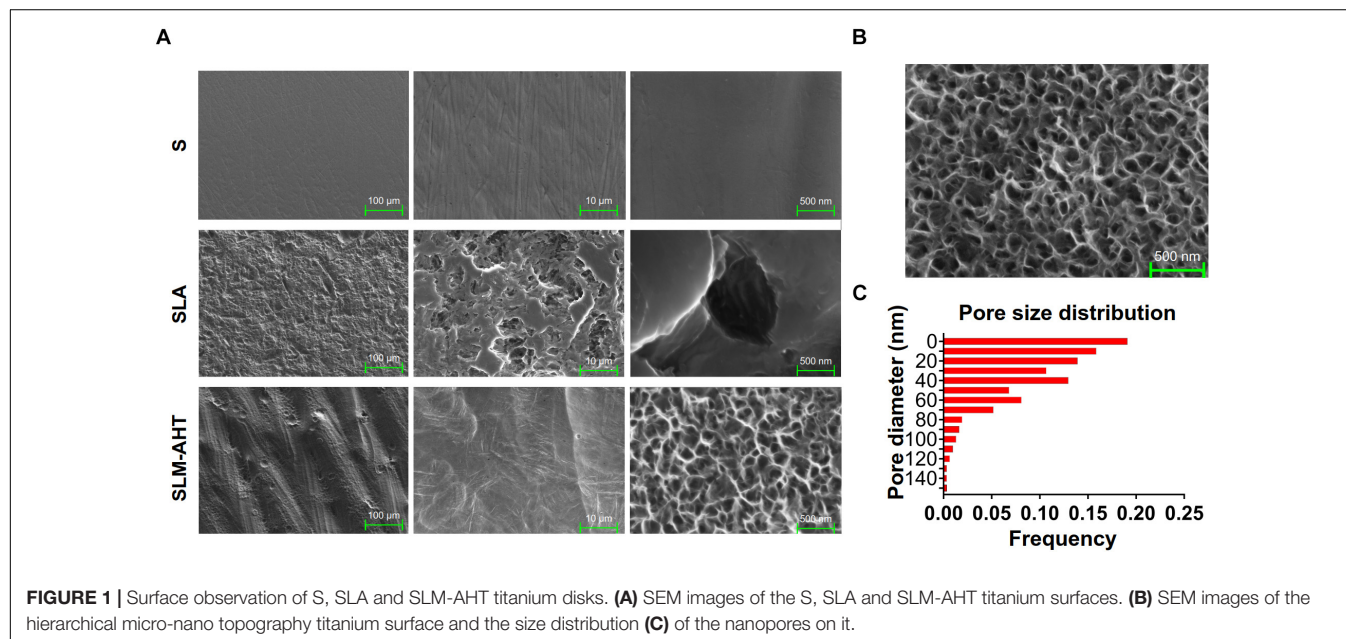 A
B
S
100 µm
10 µm
500 nm
500 nm
SLA
100 µm
10 µm
500 nm
C
Pore size distribution
Pore diameter (nm)
0
20
40
60
80
100
120
140
0.00 0.05 0.10 0.15 0.20 0.25
Frequency
SLM-AHT
100 µm
10 µm
500 nm
FIGURE 1 | Surface observation of S, SLA and SLM-AHT titanium disks. (A) SEM images of the S, SLA and SLM-AHT titanium surfaces. (B) SEM images of the
hierarchical micro-nano topography titanium surface and the size distribution (C) of the nanopores on it.